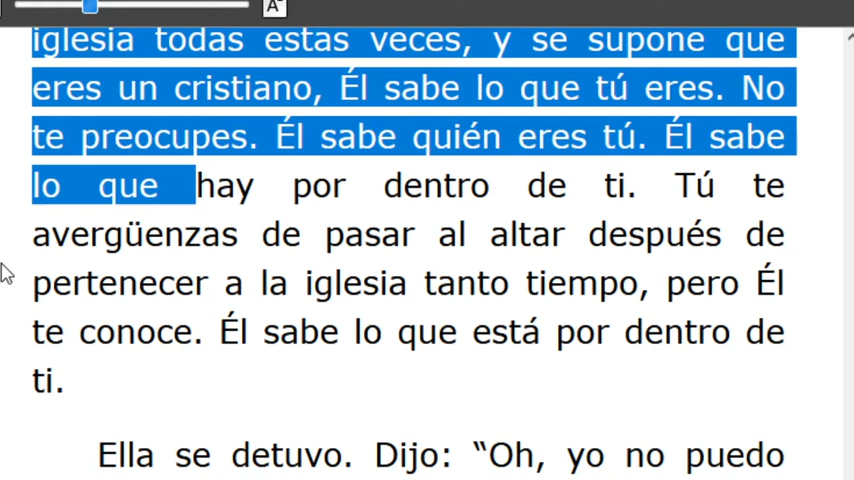 A
iglesia todas estas veces, y se supone que
eres un cristiano, Él sabe lo que tú eres. No
te preocupes. Él sabe quién eres tú. Él sabe
lo que hay por dentro de ti. Tú te
avergüenzas de pasar al altar después de
pertenecer a la iglesia tanto tiempo, pero Él
te conoce. Él sabe lo que está por dentro de
ti.
Ella se detuvo. Dijo: “Oh, yo no puedo